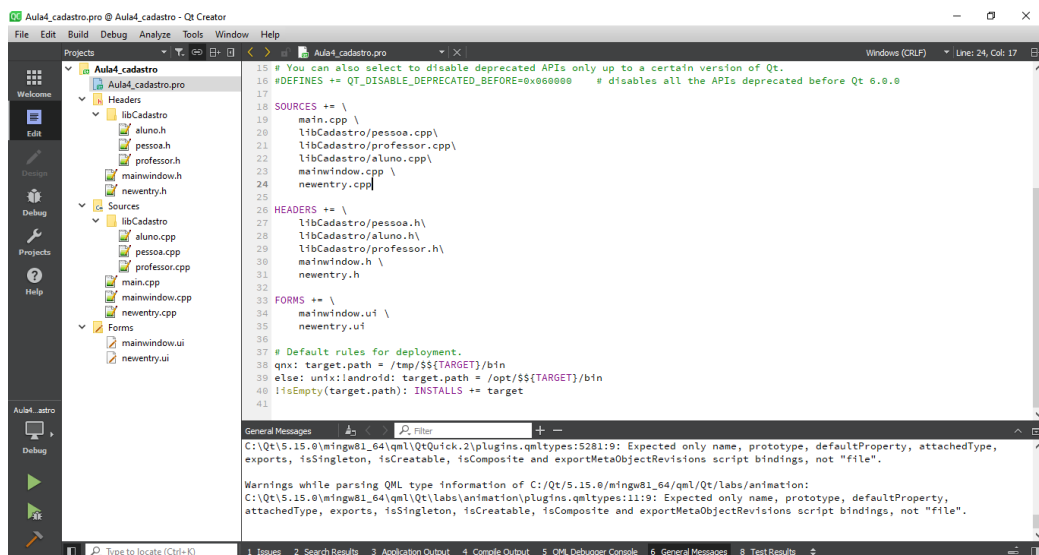 Aula4_cadastro.pro @ Aula4_cadastro - Qt Creator
File Edit Build Debug Analyze Tools Window Help
Projects
Aula4_cadastro.pro
Windows (CRLF)
Line: 24, Col: 17
Welcome
Edit
Design
Debug
Projects
Help
Aula4...astro
Debug
Aula4_cadastro
Aula4_cadastro.pro
Headers
libCadastro
aluno.h
pessoa.h
professor.h
mainwindow.h
newentry.h
Sources
libCadastro
aluno.cpp
pessoa.cpp
professor.cpp
main.cpp
mainwindow.cpp
newentry.cpp
Forms
mainwindow.ui
newentry.ui
15 # You can also select to disable deprecated APIs only up to a certain version of Qt.
16 #DEFINES += QT_DISABLE_DEPRECATED_BEFORE=0x060000    # disables all the APIs deprecated before Qt 6.0.0
17
18 SOURCES += \
19     main.cpp \
20     libCadastro/pessoa.cpp\
21     libCadastro/professor.cpp\
22     libCadastro/aluno.cpp\
23     mainwindow.cpp \
24     newentry.cpp
25
26 HEADERS += \
27     libCadastro/pessoa.h\
28     libCadastro/aluno.h\
29     libCadastro/professor.h\
30     mainwindow.h \
31     newentry.h
32
33 FORMS += \
34     mainwindow.ui \
35     newentry.ui
36
37 # Default rules for deployment.
38 qnx: target.path = /tmp/$${TARGET}/bin
39 else: unix:!android: target.path = /opt/$${TARGET}/bin
40 !isEmpty(target.path): INSTALLS += target
41
General Messages
Filter
C:\Qt\5.15.0\mingw81_64\qml\QtQuick.2\plugins.qmltypes:5281:9: Expected only name, prototype, defaultProperty, attachedType,
exports, isSingleton, isCreatable, isComposite and exportMetaObjectRevisions script bindings, not "file".
Warnings while parsing QML type information of C:/Qt/5.15.0/mingw81_64/qml/Qt/labs/animation:
C:\Qt\5.15.0\mingw81_64\qml\Qt\labs\animation\plugins.qmltypes:11:9: Expected only name, prototype, defaultProperty,
attachedType, exports, isSingleton, isCreatable, isComposite and exportMetaObjectRevisions script bindings, not "file".
Type to locate (Ctrl+K)
1 Issues 2 Search Results 3 Application Output 4 Compile Output 5 QML Debugger Console 6 General Messages 8 Test Results